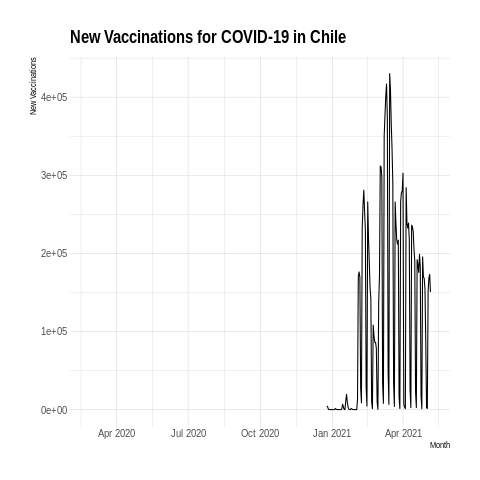 New Vaccinations for COVID-19 in Chile
New Vaccinations
4e+05
3e+05
2e+05
1e+05
0e+00
Apr 2020 Jul 2020 Oct 2020 Jan 2021 Apr 2021
Month